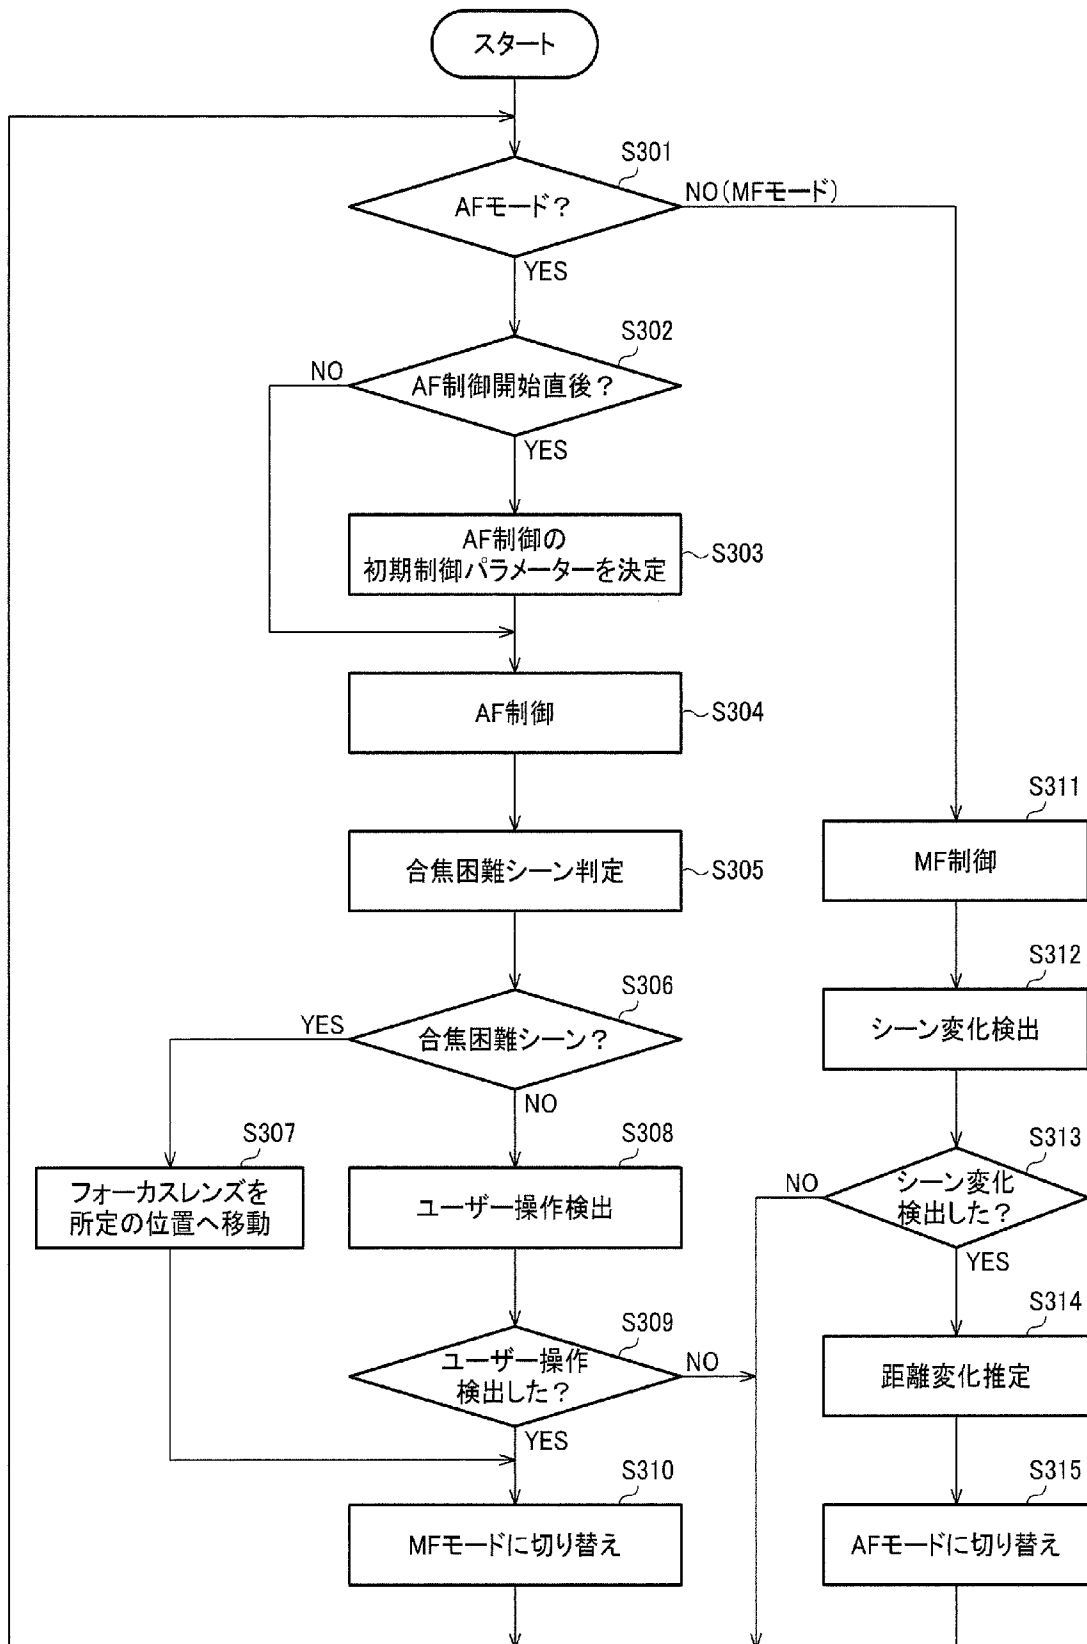 スタート
S301
AFモード?
NO(MFモード)
YES
S302
NO
AF制御開始直後?
YES
AF制御の
初期制御パラメーターを決定
S303
AF制御
S304
合焦困難シーン判定
S305
S306
YES
合焦困難シーン?
NO
S307
フォーカスレンズを
所定の位置へ移動
S308
ユーザー操作検出
S309
ユーザー操作
検出した?
NO
YES
S310
MFモードに切り替え
S311
MF制御
S312
シーン変化検出
S313
NO
シーン変化
検出した?
YES
S314
距離変化推定
S315
AFモードに切り替え